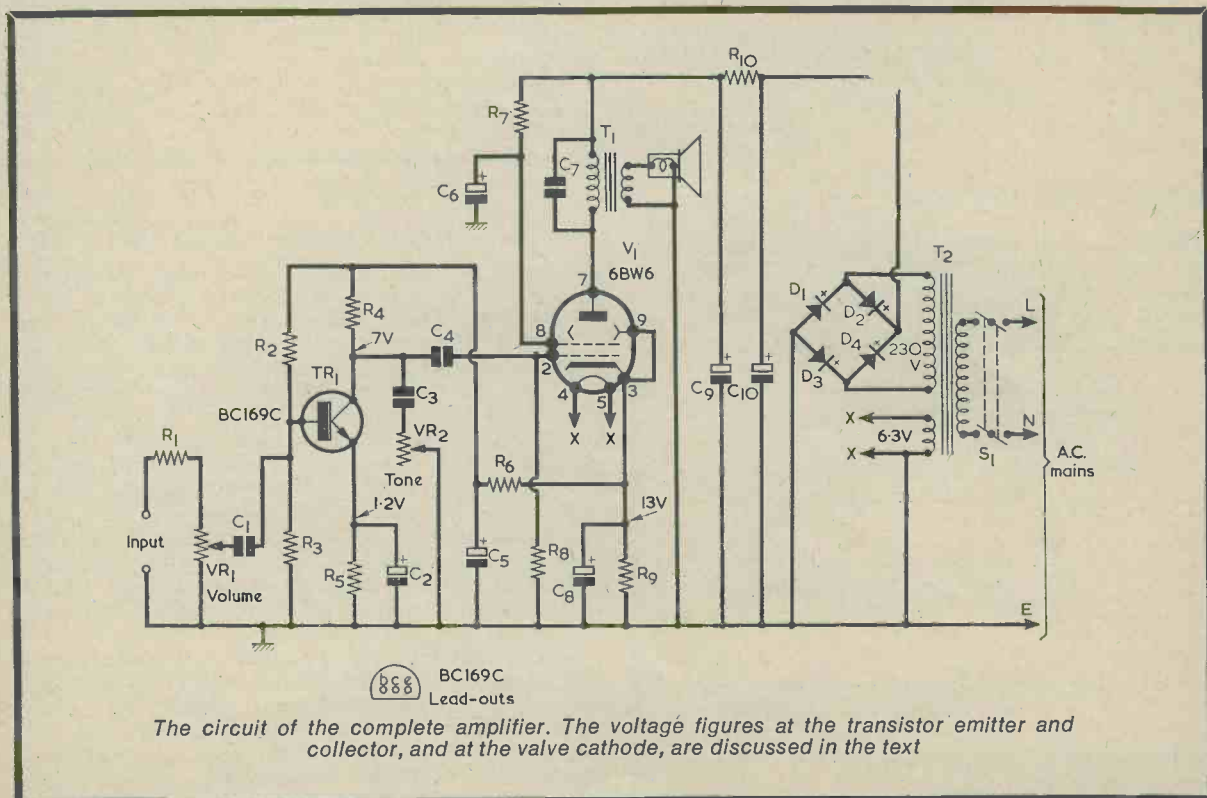 R10
R7
T1
C7
C6
V1
6BW6
T2
7
D1
D2
L
R4
7V
8
9
R2
C4
2
3
D4
230
V
TR1
C3
C9
C10
D3
4
5
BC169C
VR2
X
X
X
6·3V
N
R1
Tone
R6
X
S1
A.C.
mains
1·2V
13V
C1
Input
R3
C5
R8
VR1
R5
C2
C8
R9
Volume
E
b c e
BC169C
Lead-outs
The circuit of the complete amplifier. The voltage figures at the transistor emitter and
collector, and at the valve cathode, are discussed in the text